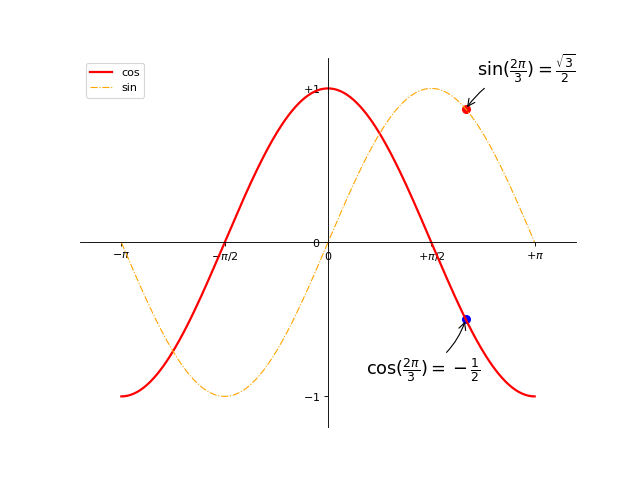 cos
sin
sin(2π/3) = √3/2
+1
0
−π
−π/2
0
+π/2
+π
cos(2π/3) = −1/2
−1